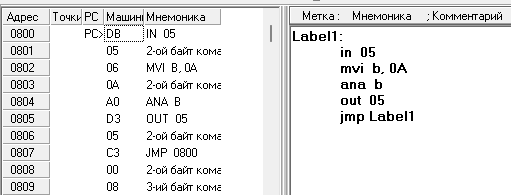 Адрес Точки PC Машин Мнемоника
0800 PC> DB IN 05
0801 05 2-ой байт кома
0802 06 MVI B, 0A
0803 0A 2-ой байт кома
0804 A0 ANA B
0805 D3 OUT 05
0806 05 2-ой байт кома
0807 C3 JMP 0800
0808 00 2-ой байт кома
0809 08 3-ий байт кома
Метка : Мнемоника ; Комментарий
Label1:
in 05
mvi b, 0A
ana b
out 05
jmp Label1